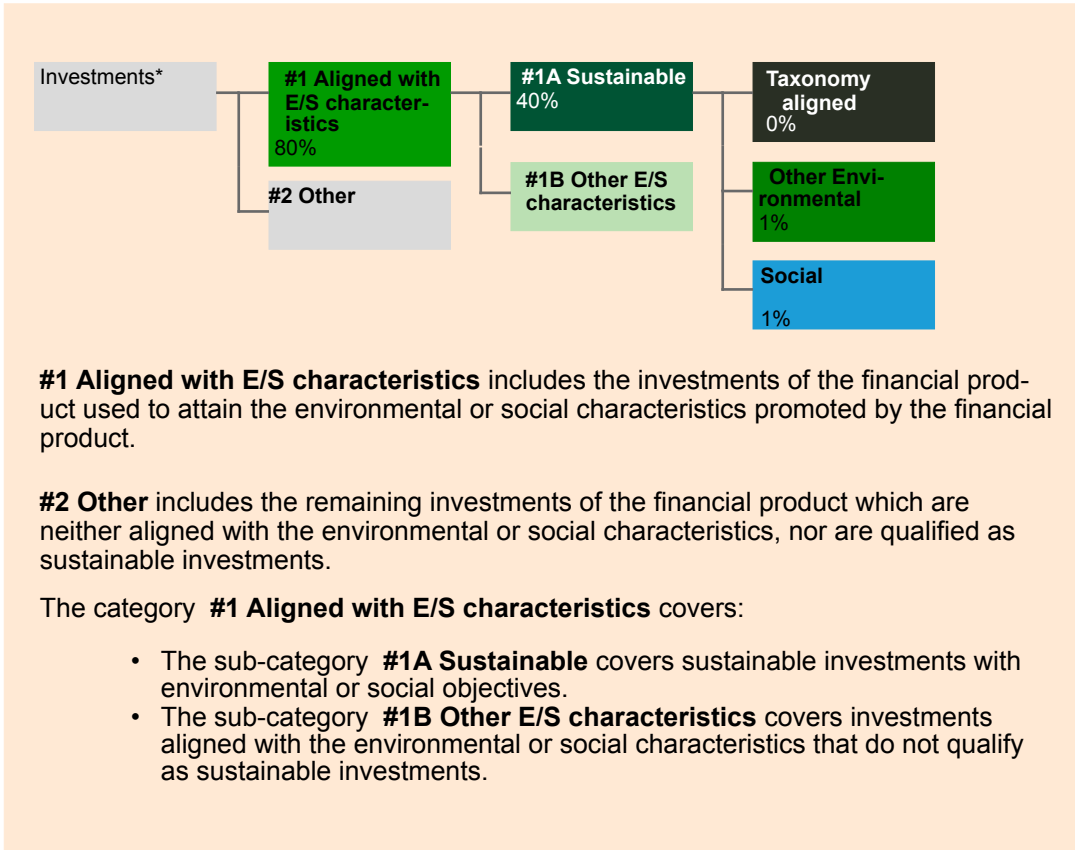 Investments*
#1 Aligned with
E/S character-
istics
80%
#2 Other
#1A Sustainable
40%
#1B Other E/S
characteristics
Taxonomy
aligned
0%
Other Envi-
ronmental
1%
Social
1%
#1 Aligned with E/S characteristics includes the investments of the financial prod-
uct used to attain the environmental or social characteristics promoted by the financial
product.
#2 Other includes the remaining investments of the financial product which are
neither aligned with the environmental or social characteristics, nor are qualified as
sustainable investments.
The category #1 Aligned with E/S characteristics covers:
• The sub-category #1A Sustainable covers sustainable investments with
environmental or social objectives.
• The sub-category #1B Other E/S characteristics covers investments
aligned with the environmental or social characteristics that do not qualify
as sustainable investments.